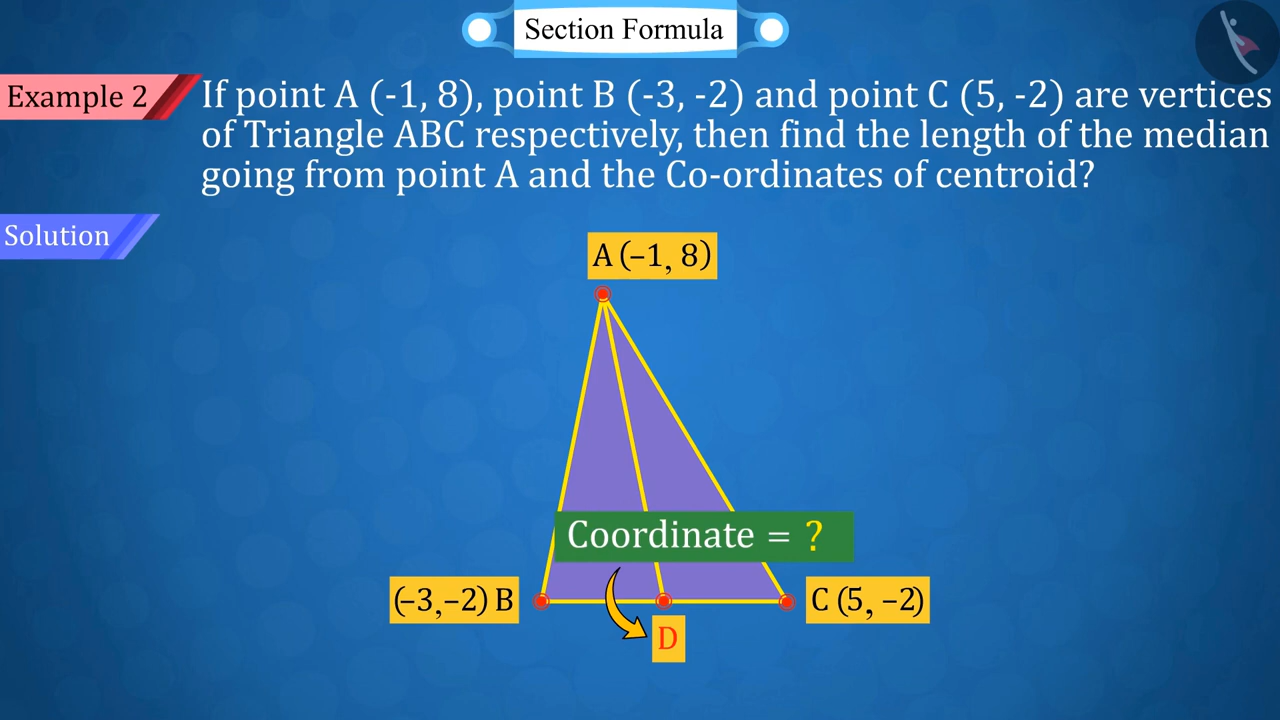 Section Formula
Example 2
If point A (-1, 8), point B (-3, -2) and point C (5, -2) are vertices
of Triangle ABC respectively, then find the length of the median
going from point A and the Co-ordinates of centroid?
Solution
A (–1, 8)
Coordinate = ?
(–3,–2) B
C (5, –2)
D